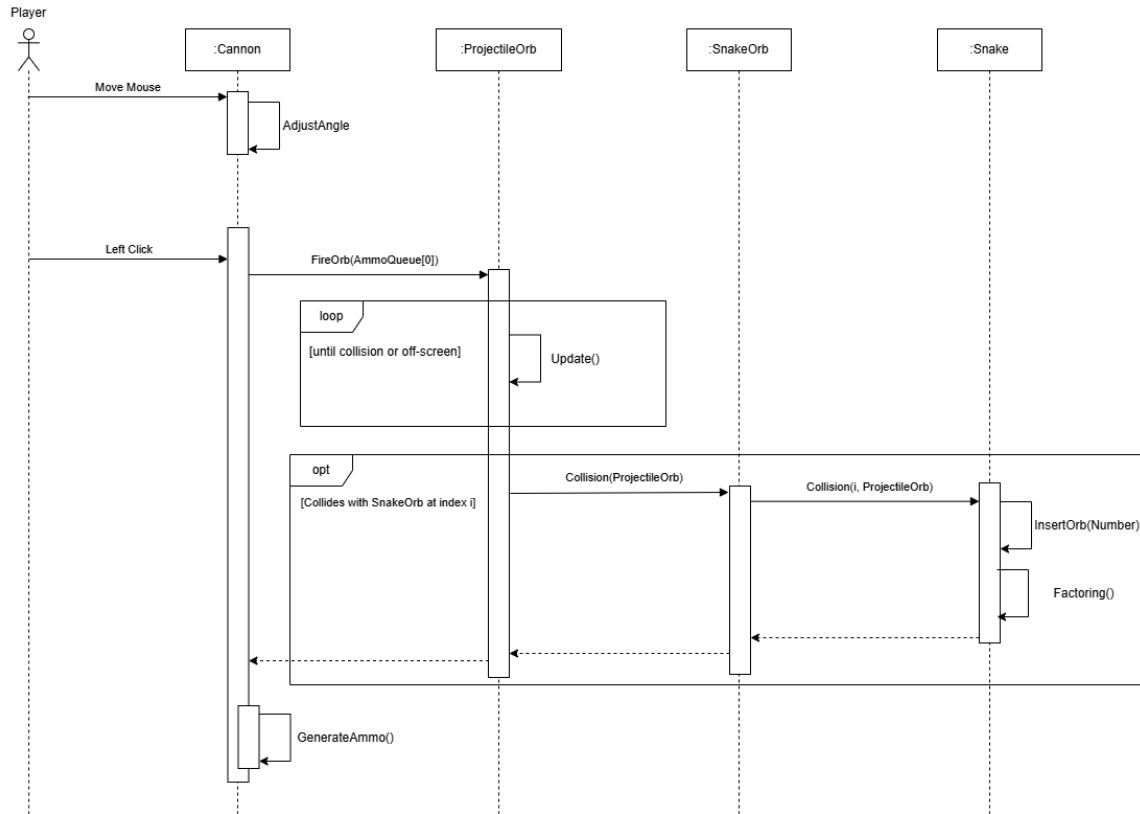 Player
:Cannon
:ProjectileOrb
:SnakeOrb
:Snake
Move Mouse
AdjustAngle
Left Click
FireOrb(AmmoQueue[0])
loop
[until collision or off-screen]
Update()
opt
[Collides with SnakeOrb at index i]
Collision(ProjectileOrb)
Collision(i, ProjectileOrb)
InsertOrb(Number)
Factoring()
GenerateAmmo()